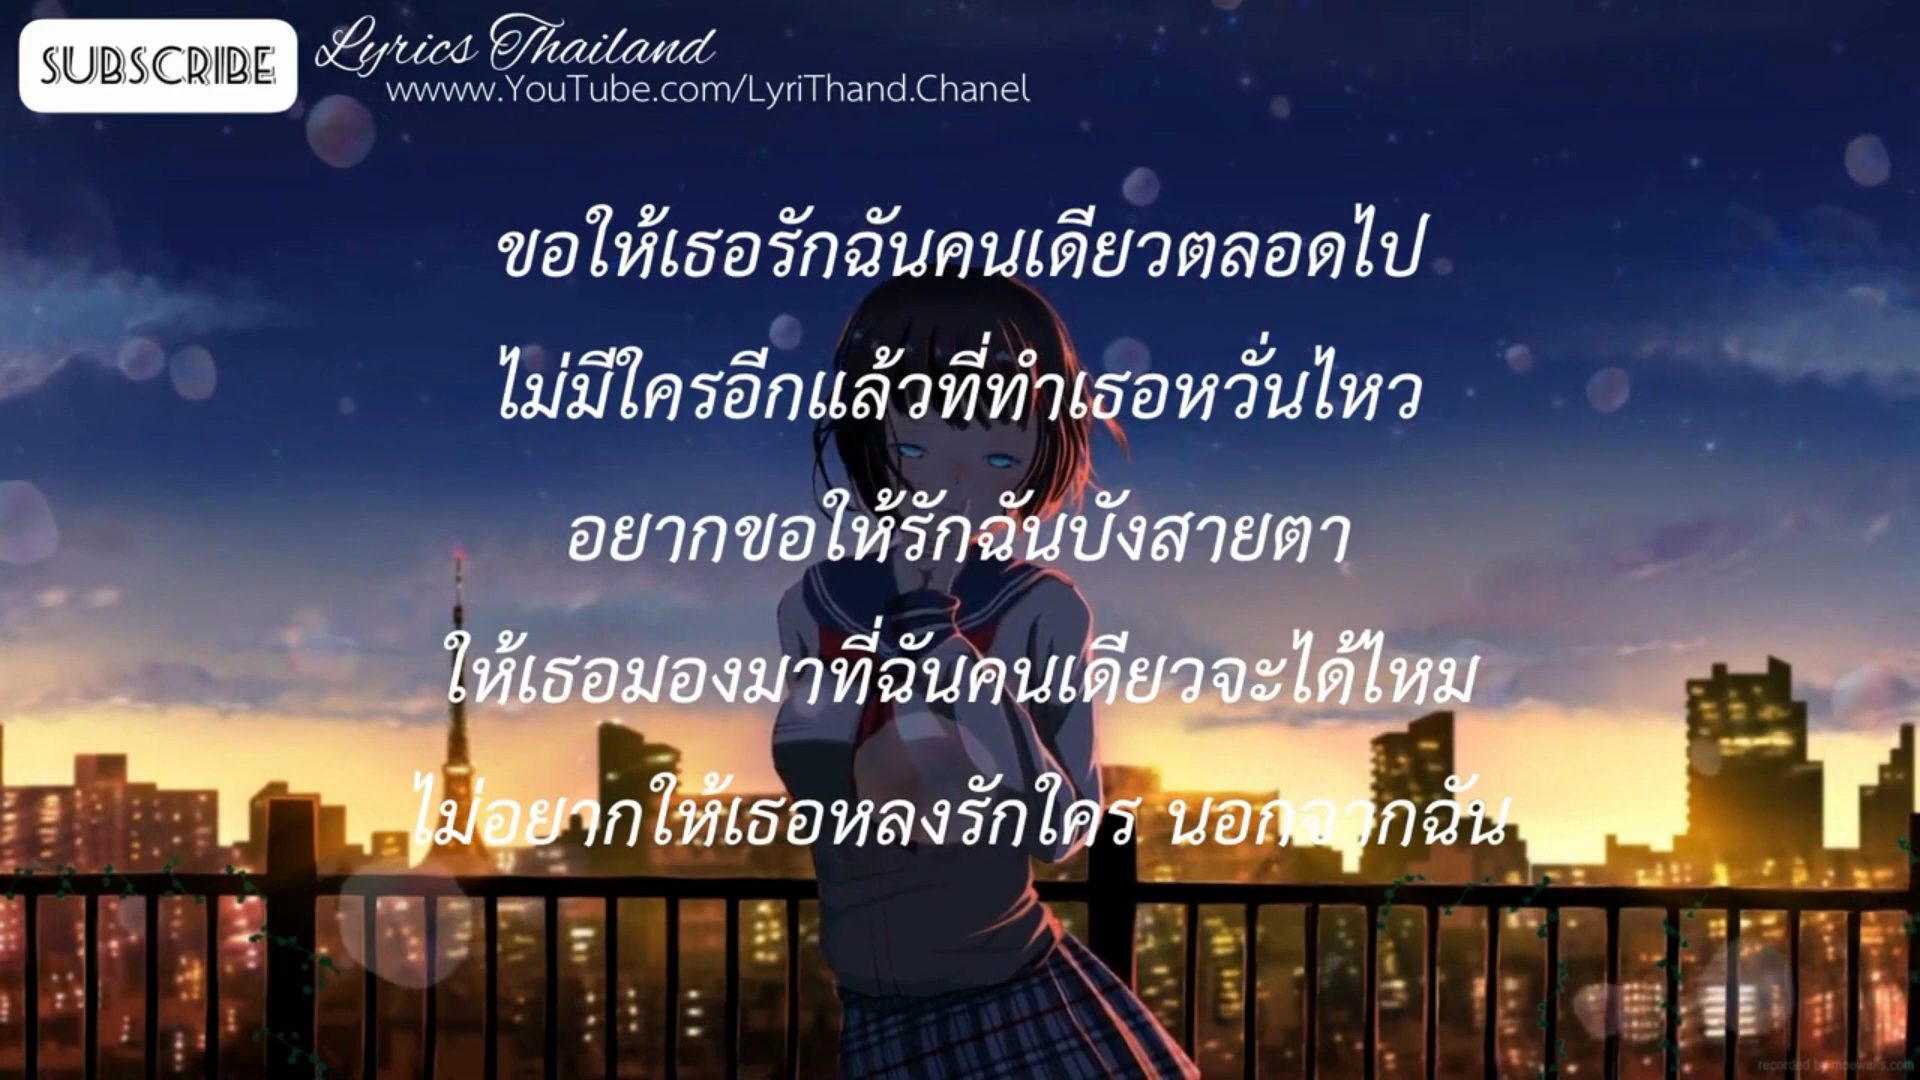 SUBSCRIBE
Lyrics Thailand
wwww.YouTube.com/LyriThand.Chanel
ขอให้เธอรักฉันคนเดียวตลอดไป
ไม่มีใครอีกแล้วที่ทำเธอหวั่นไหว
อยากขอให้รักฉันบังสายตา
ให้เธอมองมาที่ฉันคนเดียวจะได้ไหม
ไม่อยากให้เธอหลงรักใคร นอกจากฉัน
recorded by moewalls.com